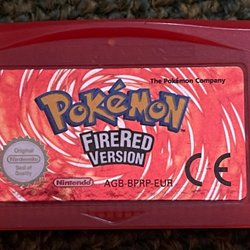 The Pokémon Company
POKéMON
FIRERED
VERSION
Original
Nintendo
Seal of
Quality
Nintendo
AGB-BPRP-EUR
CE